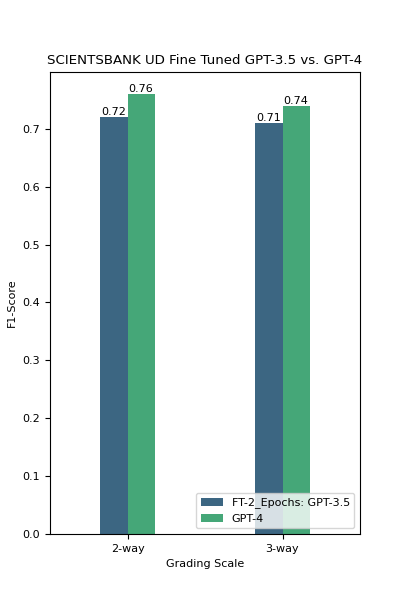 SCIENTSBANK UD Fine Tuned GPT-3.5 vs. GPT-4
0.76
0.72
0.74
0.71
0.7
0.6
0.5
0.4
0.3
0.2
0.1
0.0
F1-Score
FT-2_Epochs: GPT-3.5
GPT-4
2-way
3-way
Grading Scale